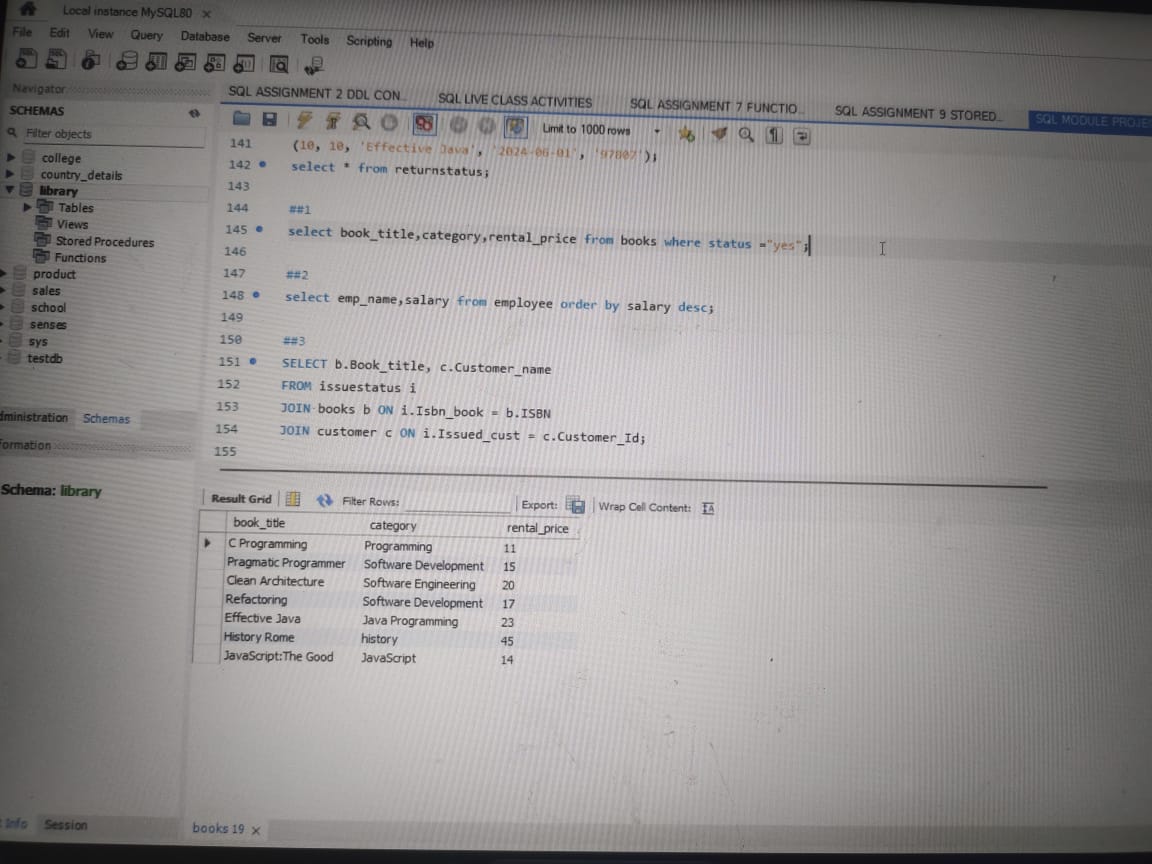 Local instance MySQL80 ×
File Edit View Query Database Server Tools Scripting Help
Navigator
SCHEMAS
Filter objects
college
country_details
library
Tables
Views
Stored Procedures
Functions
product
sales
school
senses
sys
testdb
dministration Schemas
formation
Schema: library
t Info Session
SQL ASSIGNMENT 2 DDL CON... SQL LIVE CLASS ACTIVITIES SQL ASSIGNMENT 7 FUNCTIO... SQL ASSIGNMENT 9 STORED... SQL MODULE PROJE
Limit to 1000 rows
141 (10, 10, 'Effective Java', '2024-06-01', '97807');
142 select * from returnstatus;
143
144 ##1
145 select book_title,category,rental_price from books where status ="yes";
146
147 ##2
148 select emp_name,salary from employee order by salary desc;
149
150 ##3
151 SELECT b.Book_title, c.Customer_name
152 FROM issuestatus i
153 JOIN books b ON i.Isbn_book = b.ISBN
154 JOIN customer c ON i.Issued_cust = c.Customer_Id;
155
Result Grid Filter Rows: Export: Wrap Cell Content:
book_title category rental_price
C Programming Programming 11
Pragmatic Programmer Software Development 15
Clean Architecture Software Engineering 20
Refactoring Software Development 17
Effective Java Java Programming 23
History Rome history 45
JavaScript:The Good JavaScript 14
books 19 ×